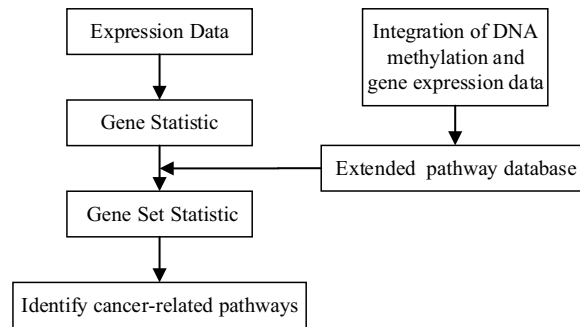 Expression Data
Integration of DNA
methylation and
gene expression data
Gene Statistic
Extended pathway database
Gene Set Statistic
Identify cancer-related pathways